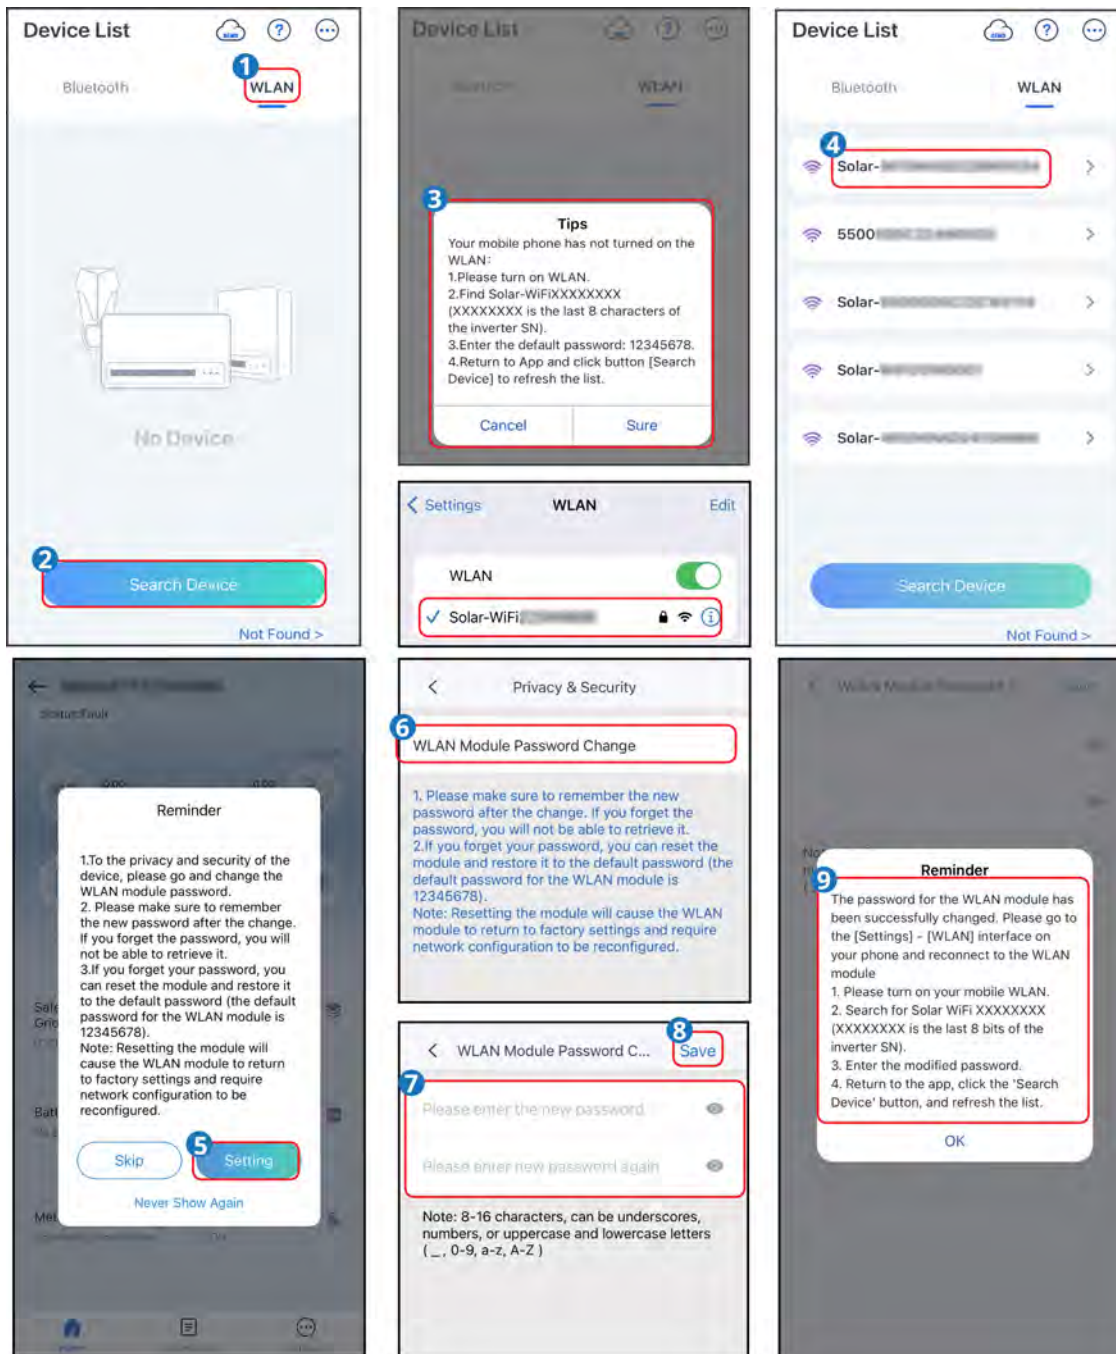 Device List
?
1
Bluetooth
WLAN
No Device
2
Search Device
Not Found >
Device List
?
WLAN
3
Tips
Your mobile phone has not turned on the
WLAN:
1.Please turn on WLAN.
2.Find Solar-WiFiXXXXXXXX
(XXXXXXXX is the last 8 characters of
the inverter SN).
3.Enter the default password: 12345678.
4.Return to App and click button [Search
Device] to refresh the list.
Cancel
Sure
Settings
WLAN
Edit
WLAN
Solar-WiFi
Device List
?
Bluetooth
WLAN
4
Solar-
5500
Solar-
Solar-
Solar-
Search Device
Not Found >
Status:Fault
Reminder
1.To the privacy and security of the
device, please go and change the
WLAN module password.
2. Please make sure to remember
the new password after the change.
If you forget the password, you will
not be able to retrieve it.
3.If you forget your password, you
can reset the module and restore it
to the default password (the default
password for the WLAN module is
12345678).
Note: Resetting the module will
cause the WLAN module to return
to factory settings and require
network configuration to be
reconfigured.
5
Skip
Setting
Never Show Again
Privacy & Security
6
WLAN Module Password Change
1. Please make sure to remember the new
password after the change. If you forget the
password, you will not be able to retrieve it.
2.If you forget your password, you can reset the
module and restore it to the default password (the
default password for the WLAN module is
12345678).
Note: Resetting the module will cause the WLAN
module to return to factory settings and require
network configuration to be reconfigured.
WLAN Module Password C...
8
Save
7
Please enter the new password
Please enter new password again
Note: 8-16 characters, can be underscores,
numbers, or uppercase and lowercase letters
( _ , 0-9, a-z, A-Z )
9
Reminder
The password for the WLAN module has
been successfully changed. Please go to
the [Settings] - [WLAN] interface on
your phone and reconnect to the WLAN
module
1. Please turn on your mobile WLAN.
2. Search for Solar WiFi XXXXXXXX
(XXXXXXXX is the last 8 bits of the
inverter SN).
3. Enter the modified password.
4. Return to the app, click the 'Search
Device' button, and refresh the list.
OK